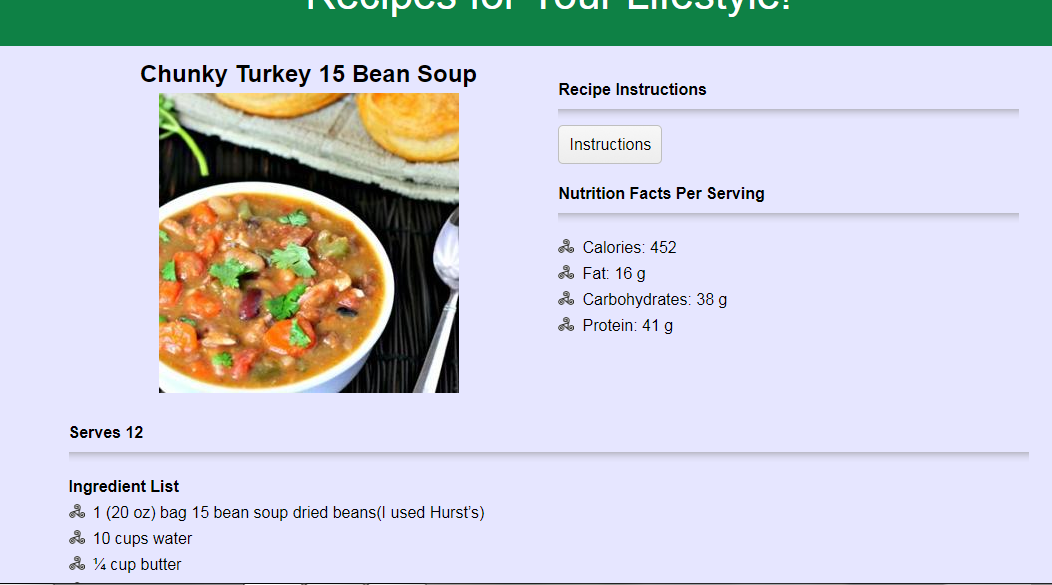 Recipes for Your Lifestyle!
Chunky Turkey 15 Bean Soup
Recipe Instructions
Instructions
Nutrition Facts Per Serving
Calories: 452
Fat: 16 g
Carbohydrates: 38 g
Protein: 41 g
Serves 12
Ingredient List
1 (20 oz) bag 15 bean soup dried beans(I used Hurst’s)
10 cups water
¼ cup butter